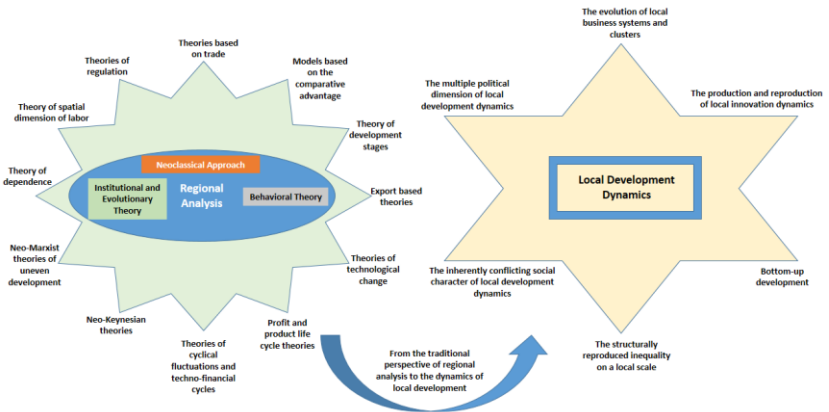 Theories based
on trade
Theories of
regulation
Models based
on the
comparative
advantage
Theory of spatial
dimension of labor
Theory of
development
stages
Theory of
dependence
Neoclassical Approach
Institutional and
Evolutionary
Theory
Regional
Analysis
Behavioral Theory
Export based
theories
Neo-Marxist
theories of
uneven
development
Theories of
technological
change
Neo-Keynesian
theories
Theories of
cyclical
fluctuations and
techno-financial
cycles
Profit and
product life
cycle theories
From the traditional
perspective of regional
analysis to the dynamics of
local development
The evolution of local
business systems and
clusters
The multiple political
dimension of local
development dynamics
The production and reproduction
of local innovation dynamics
Local Development
Dynamics
The inherently conflicting social
character of local development
dynamics
Bottom-up
development
The structurally
reproduced inequality
on a local scale